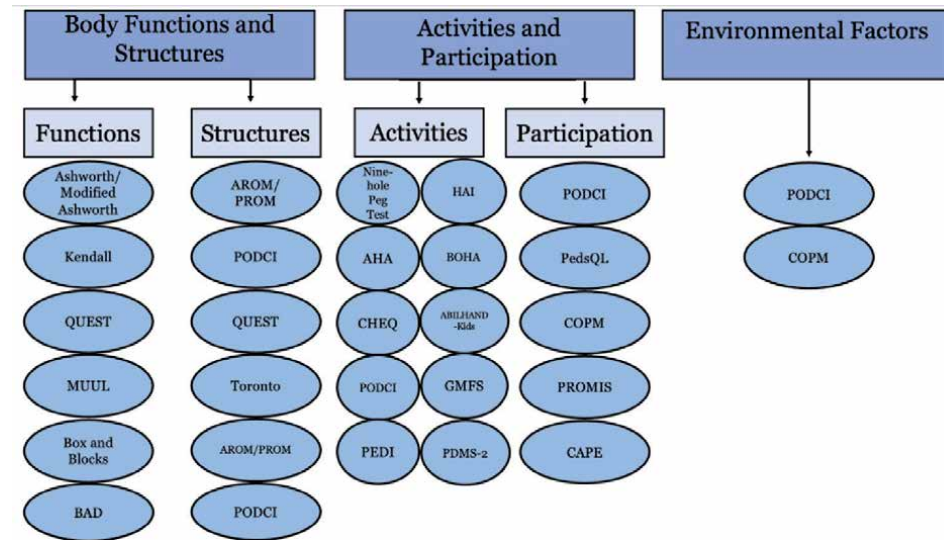 Body Functions and
Structures
Activities and
Participation
Environmental Factors
Functions
Structures
Activities
Participation
Ashworth/
Modified
Ashworth
Kendall
QUEST
MUUL
Box and
Blocks
BAD
AROM/
PROM
PODCI
QUEST
Toronto
AROM/PROM
PODCI
Nine-
hole
Peg
Test
AHA
CHEQ
PODCI
PEDI
HAI
BOHA
ABILHAND
-Kids
GMFS
PDMS-2
PODCI
PedsQL
COPM
PROMIS
CAPE
PODCI
COPM